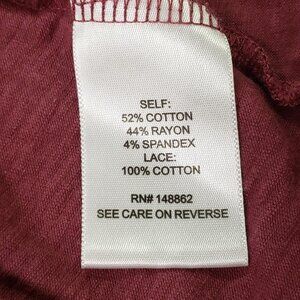 SELF:
52% COTTON
44% RAYON
4% SPANDEX
LACE:
100% COTTON
RN# 148862
SEE CARE ON REVERSE